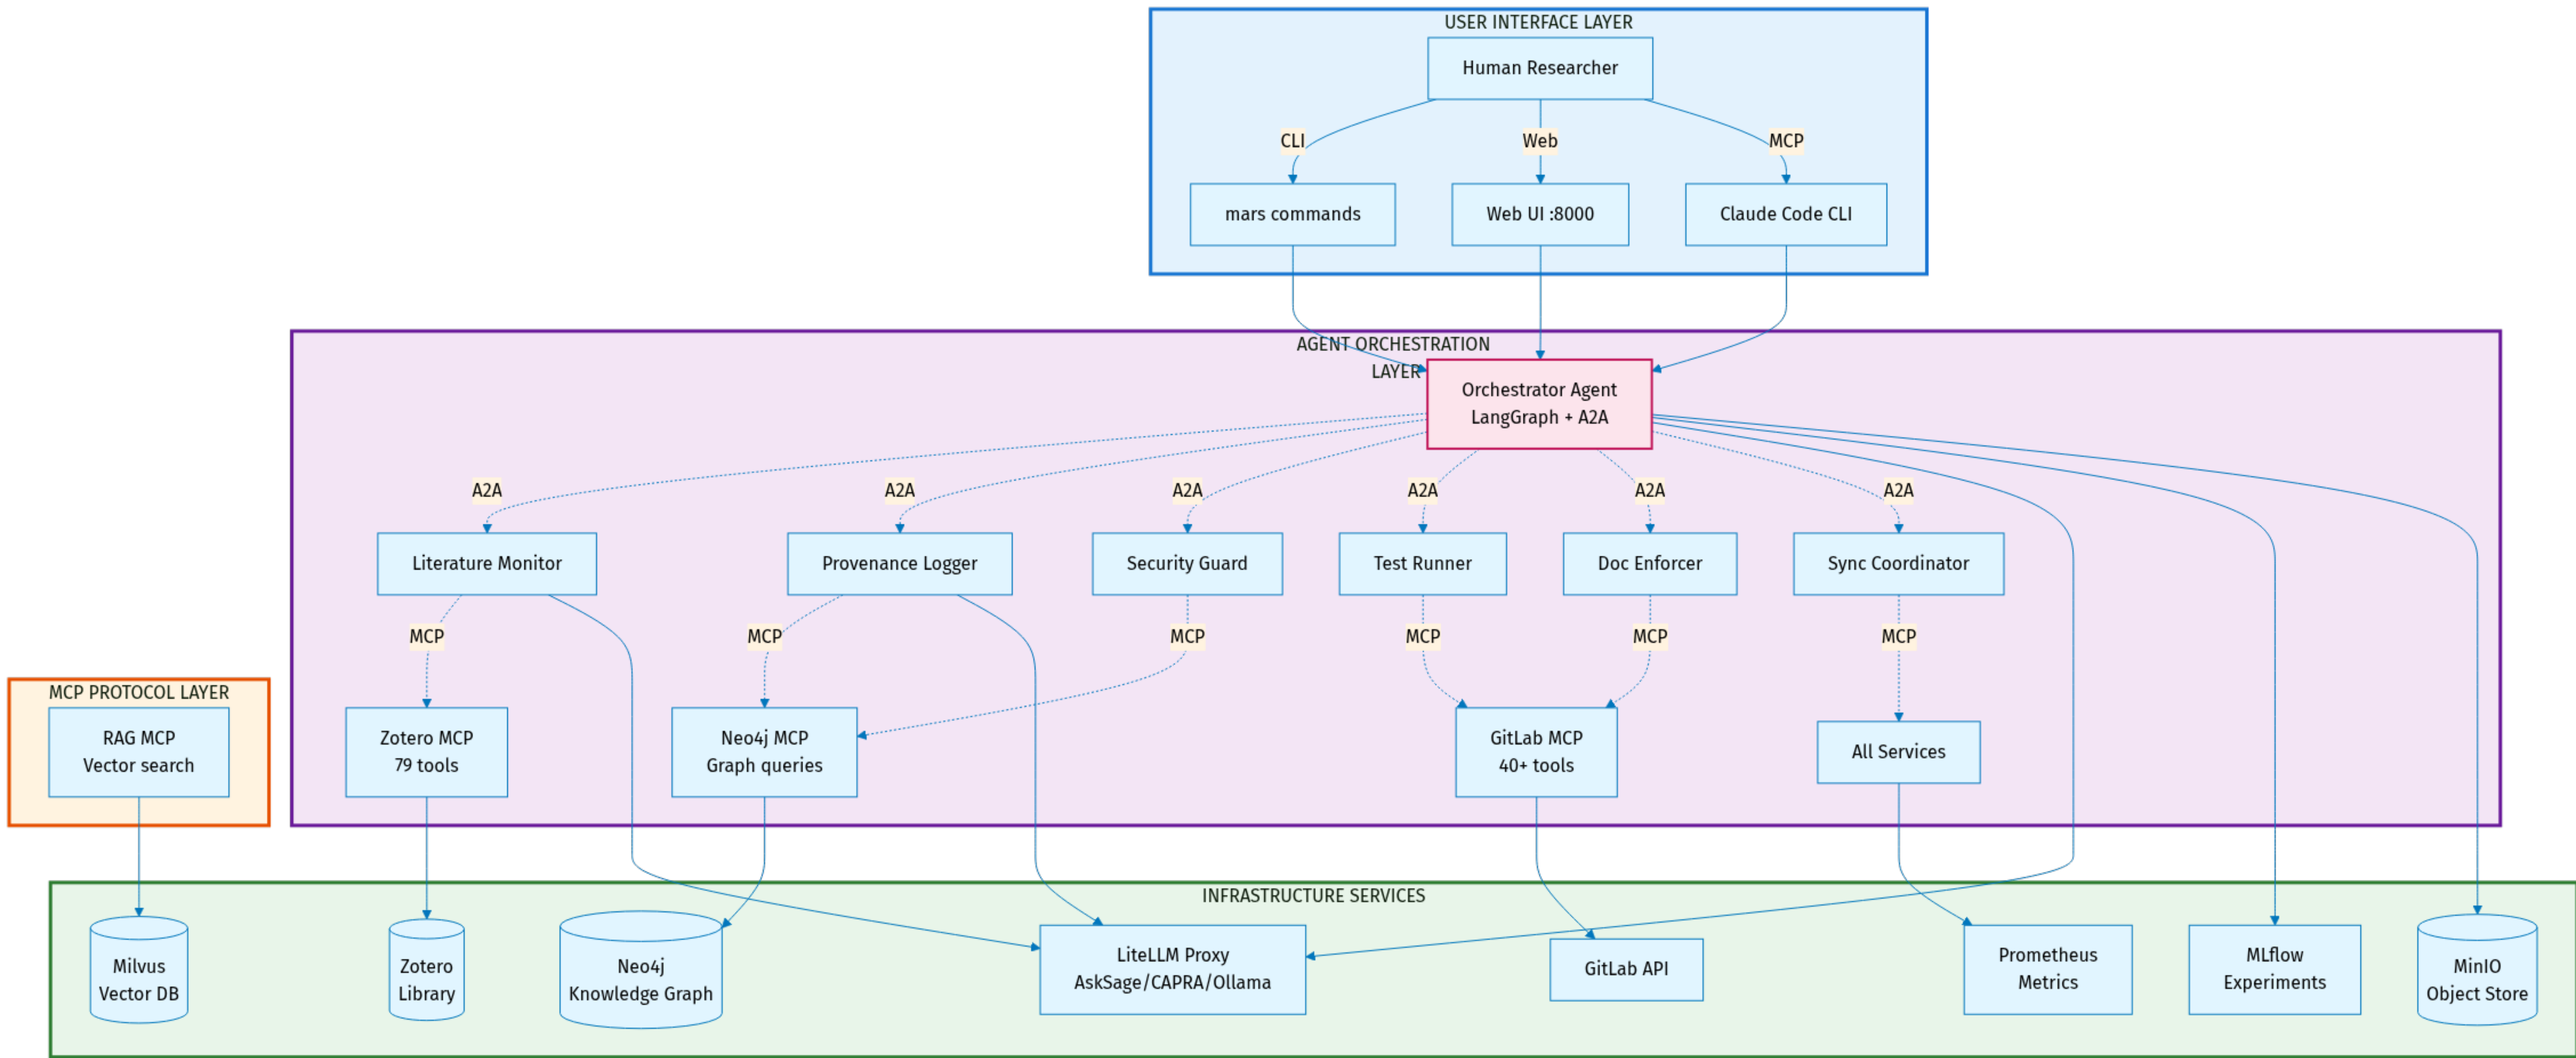 USER INTERFACE LAYER
Human Researcher
CLI
Web
MCP
mars commands
Web UI :8000
Claude Code CLI
AGENT ORCHESTRATION
LAYER
Orchestrator Agent
LangGraph + A2A
A2A
A2A
A2A
A2A
A2A
A2A
Literature Monitor
Provenance Logger
Security Guard
Test Runner
Doc Enforcer
Sync Coordinator
MCP
MCP
MCP
MCP
MCP
MCP
MCP PROTOCOL LAYER
RAG MCP
Vector search
Zotero MCP
79 tools
Neo4j MCP
Graph queries
GitLab MCP
40+ tools
All Services
INFRASTRUCTURE SERVICES
Milvus
Vector DB
Zotero
Library
Neo4j
Knowledge Graph
LiteLLM Proxy
AskSage/CAPRA/Ollama
GitLab API
Prometheus
Metrics
MLflow
Experiments
MinIO
Object Store